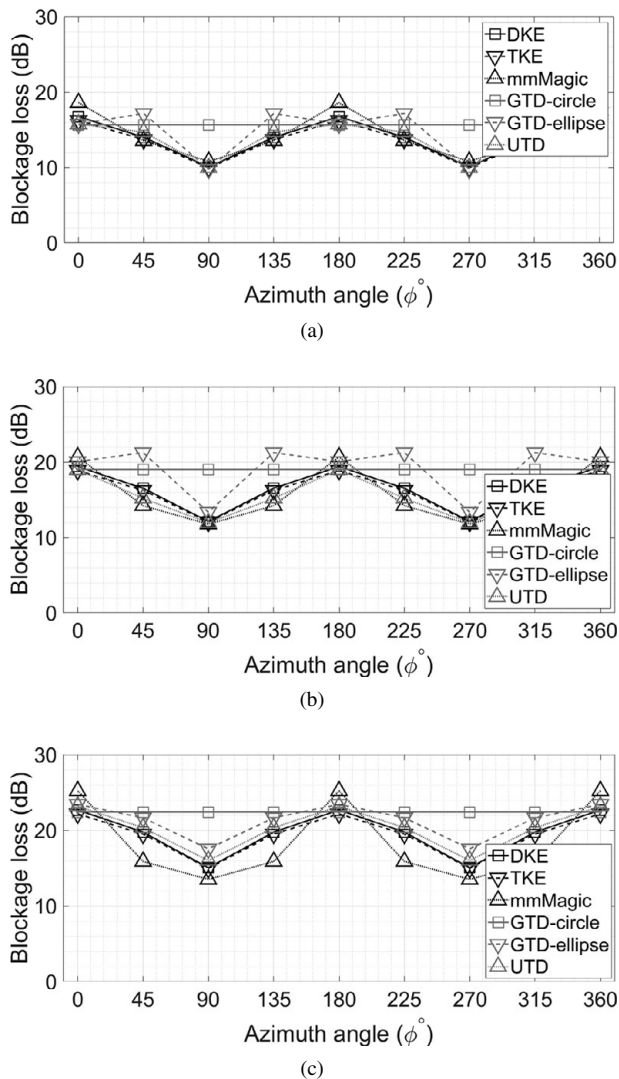 30
20
10
0
Blockage loss (dB)
DKE
TKE
mmMagic
GTD-circle
GTD-ellipse
UTD
0 45 90 135 180 225 270 315 360
Azimuth angle (ϕ°)
(a)
30
20
10
0
Blockage loss (dB)
DKE
TKE
mmMagic
GTD-circle
GTD-ellipse
UTD
0 45 90 135 180 225 270 315 360
Azimuth angle (ϕ°)
(b)
30
20
10
0
Blockage loss (dB)
DKE
TKE
mmMagic
GTD-circle
GTD-ellipse
UTD
0 45 90 135 180 225 270 315 360
Azimuth angle (ϕ°)
(c)